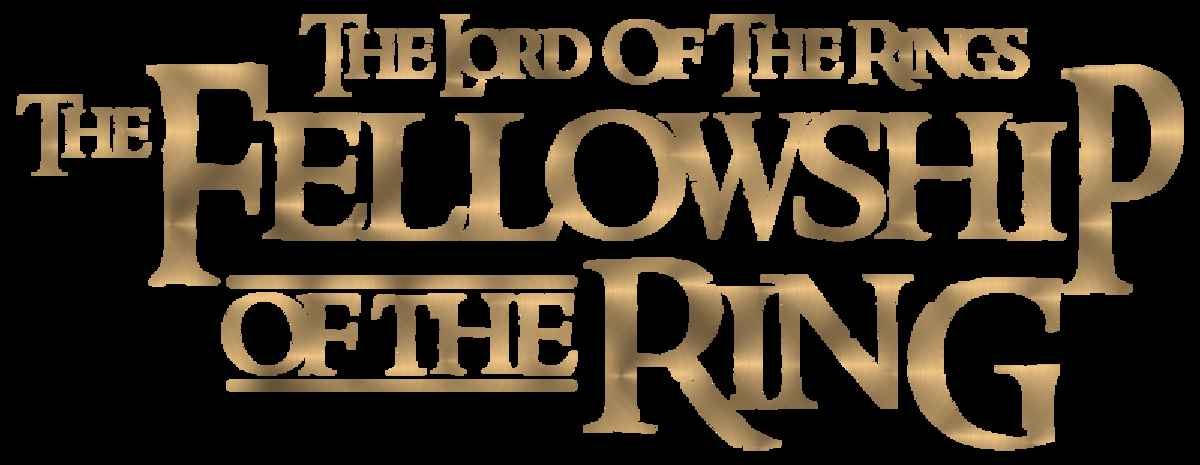 The Lord Of The Rings
The Fellowship
of the Ring